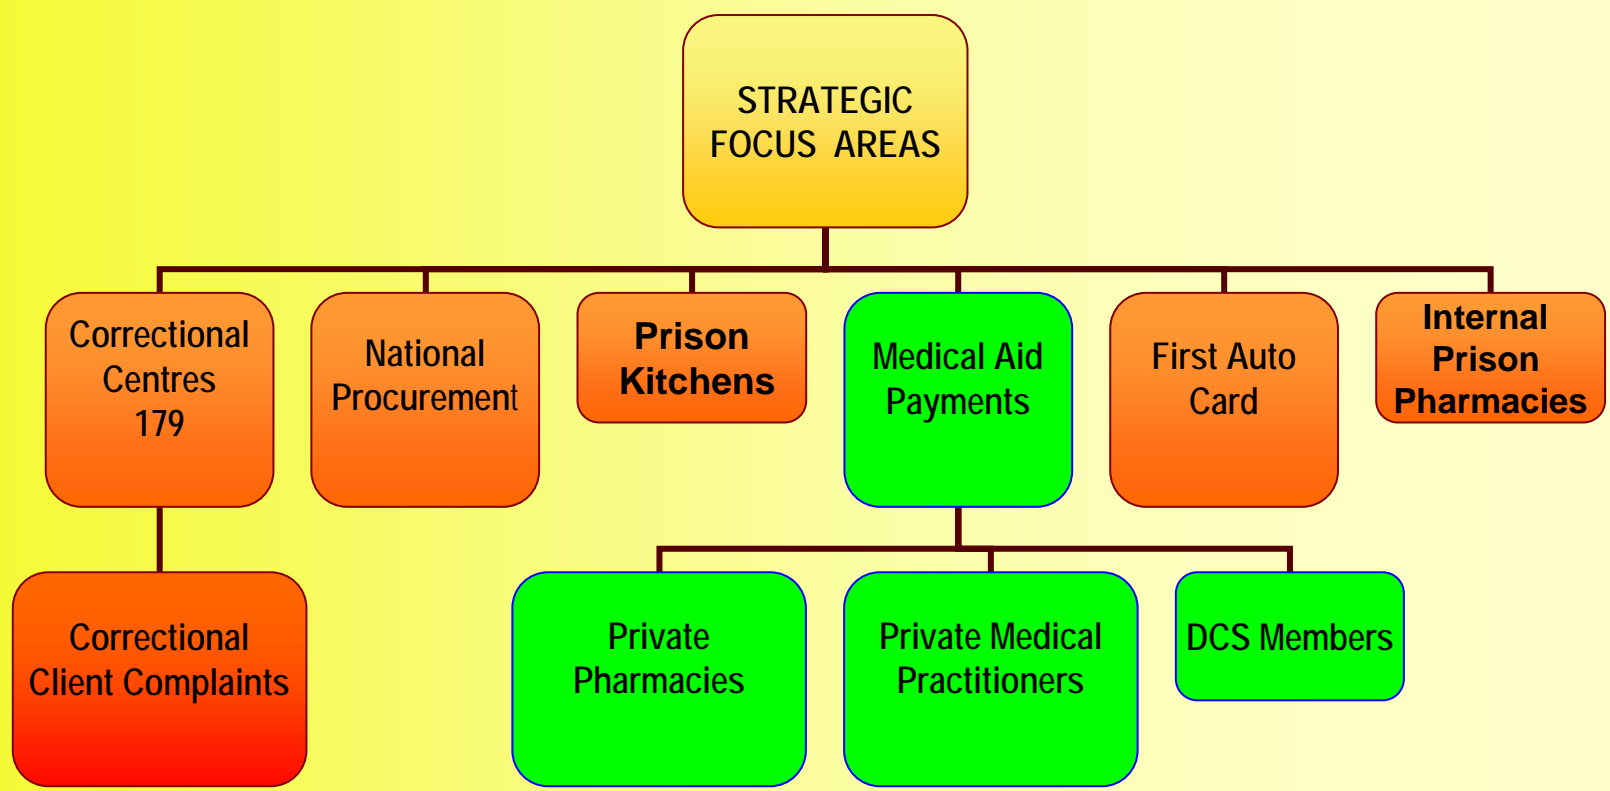 STRATEGIC
FOCUS AREAS
Correctional
Centres
179
National
Procurement
Prison
Kitchens
Medical Aid
Payments
First Auto
Card
Internal
Prison
Pharmacies
Correctional
Client Complaints
Private
Pharmacies
Private Medical
Practitioners
DCS Members